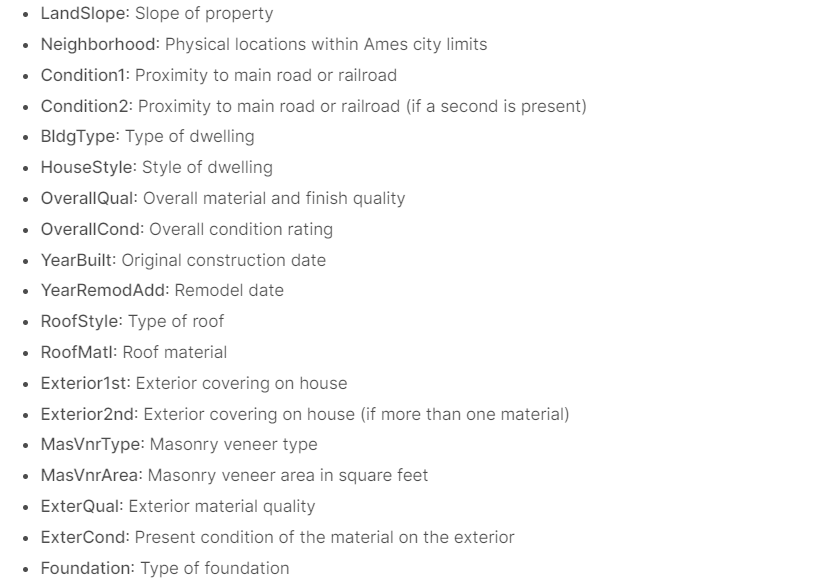 • LandSlope: Slope of property
• Neighborhood: Physical locations within Ames city limits
• Condition1: Proximity to main road or railroad
• Condition2: Proximity to main road or railroad (if a second is present)
• BldgType: Type of dwelling
• HouseStyle: Style of dwelling
• OverallQual: Overall material and finish quality
• OverallCond: Overall condition rating
• YearBuilt: Original construction date
• YearRemodAdd: Remodel date
• RoofStyle: Type of roof
• RoofMatl: Roof material
• Exterior1st: Exterior covering on house
• Exterior2nd: Exterior covering on house (if more than one material)
• MasVnrType: Masonry veneer type
• MasVnrArea: Masonry veneer area in square feet
• ExterQual: Exterior material quality
• ExterCond: Present condition of the material on the exterior
• Foundation: Type of foundation